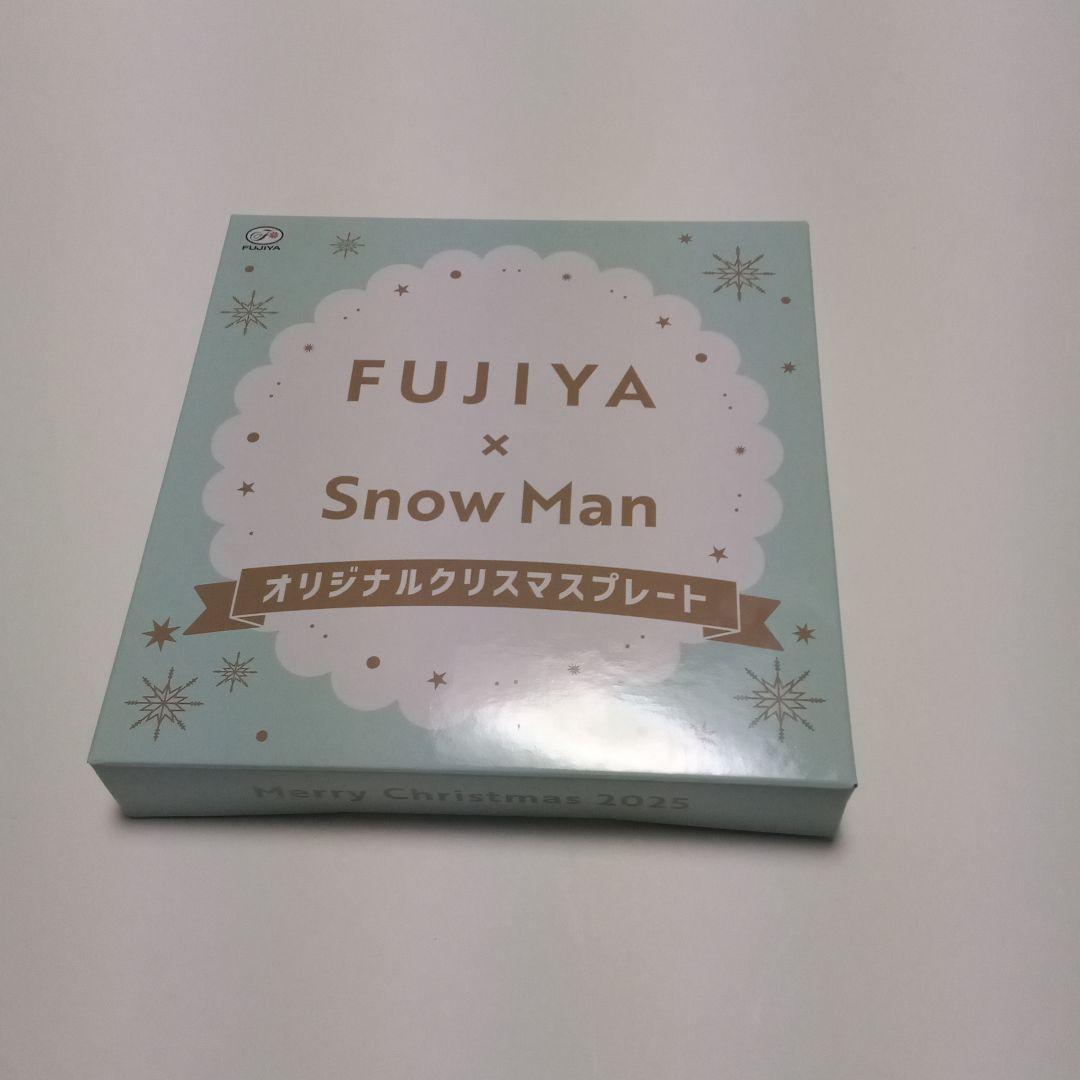 FUJIYA
FUJIYA
×
Snow Man
オリジナルクリスマスプレート
Merry Christmas 2025